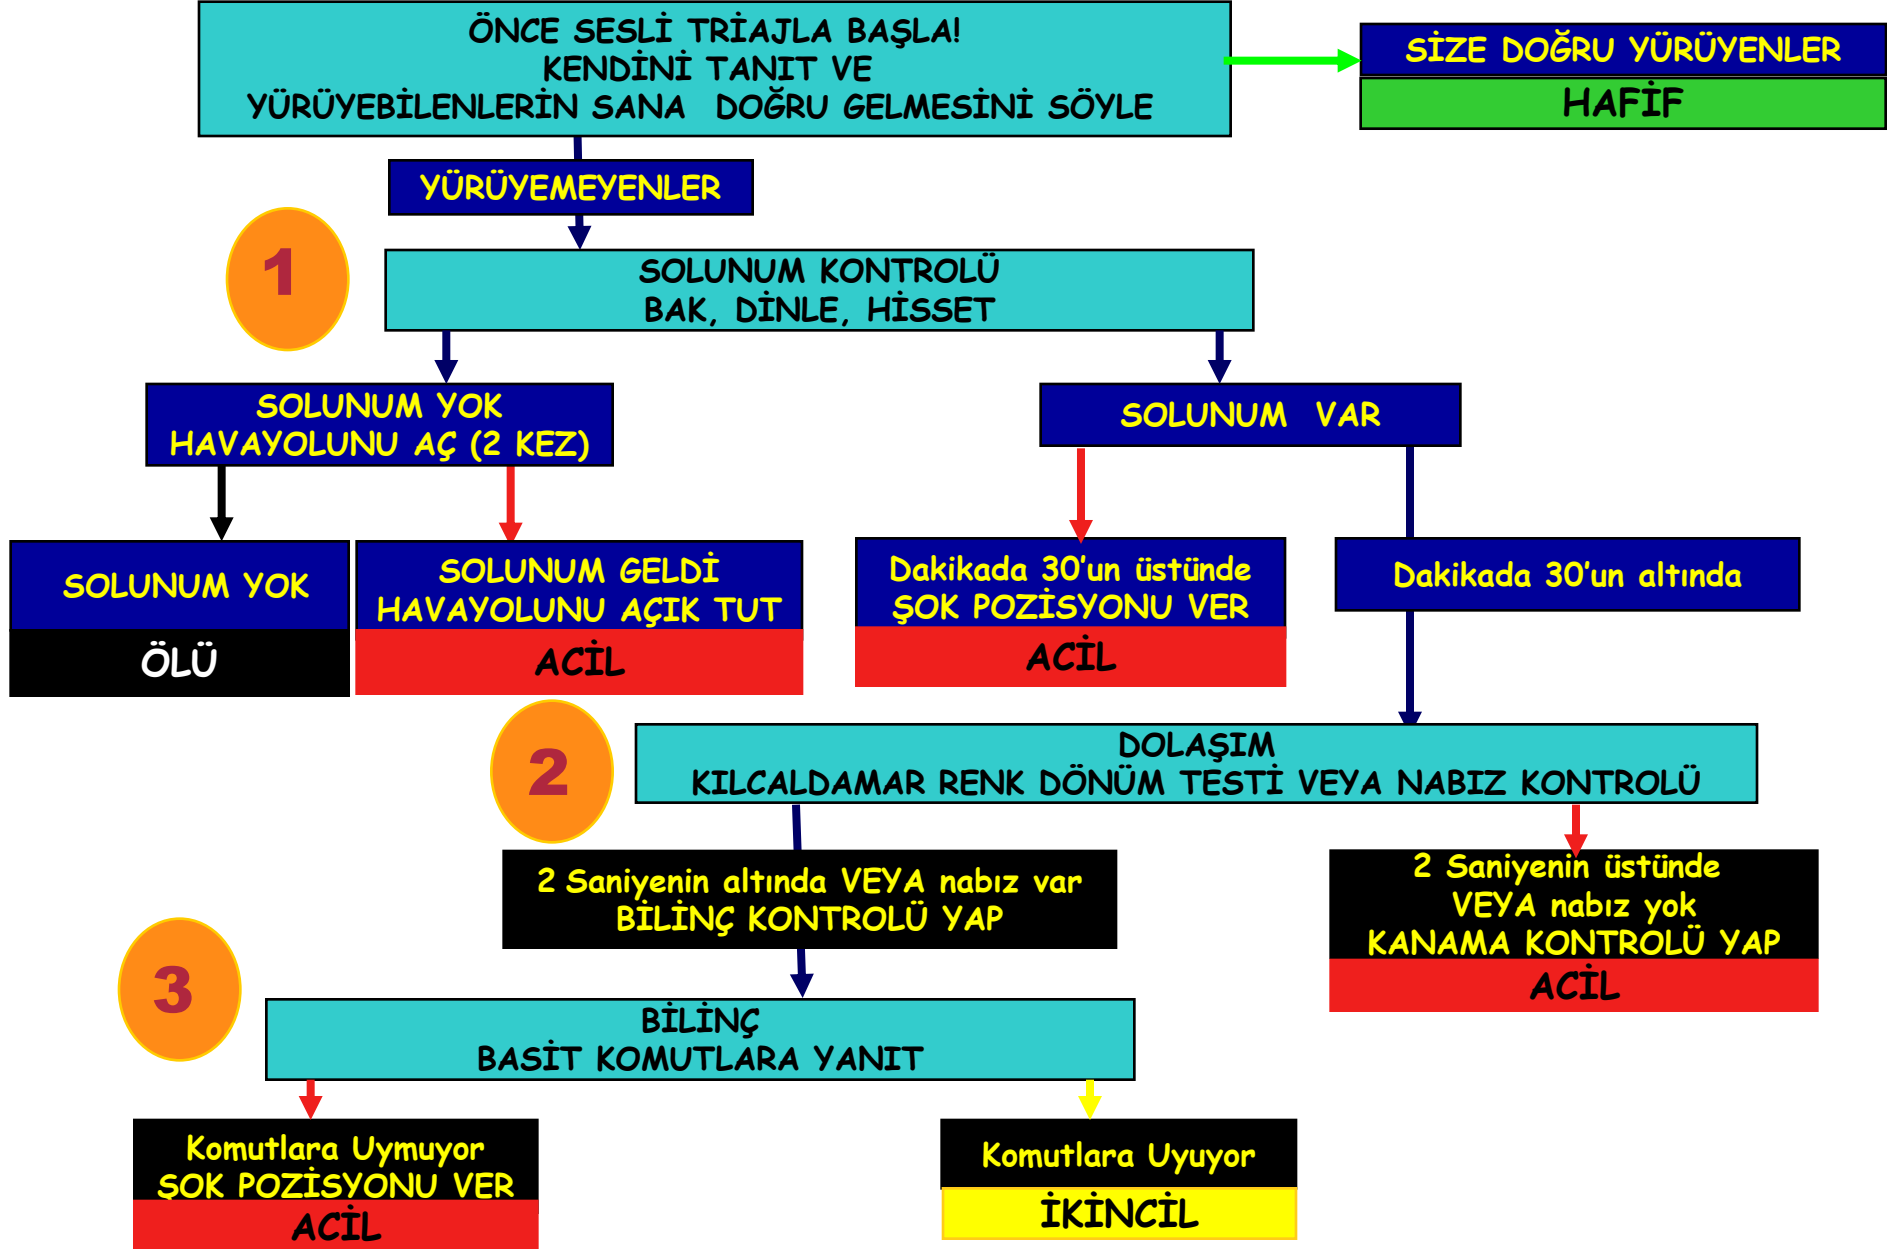 ÖNCE SESLİ TRİAJLA BAŞLA!
KENDİNİ TANIT VE
YÜRÜYEBİLENLERİN SANA DOĞRU GELMESİNİ SÖYLE
SİZE DOĞRU YÜRÜYENLER
HAFİF
YÜRÜYEMEYENLER
1
SOLUNUM KONTROLÜ
BAK, DİNLE, HİSSET
SOLUNUM YOK
HAVAYOLUNU AÇ (2 KEZ)
SOLUNUM VAR
SOLUNUM YOK
ÖLÜ
SOLUNUM GELDİ
HAVAYOLUNU AÇIK TUT
ACİL
Dakikada 30'un üstünde
ŞOK POZİSYONU VER
ACİL
Dakikada 30'un altında
2
DOLAŞIM
KILCALDAMAR RENK DÖNÜM TESTİ VEYA NABIZ KONTROLÜ
2 Saniyenin altında VEYA nabız var
BİLİNÇ KONTROLÜ YAP
2 Saniyenin üstünde
VEYA nabız yok
KANAMA KONTROLÜ YAP
ACİL
3
BİLİNÇ
BASİT KOMUTLARA YANIT
Komutlara Uymuyor
ŞOK POZİSYONU VER
ACİL
Komutlara Uyuyor
İKİNCİL